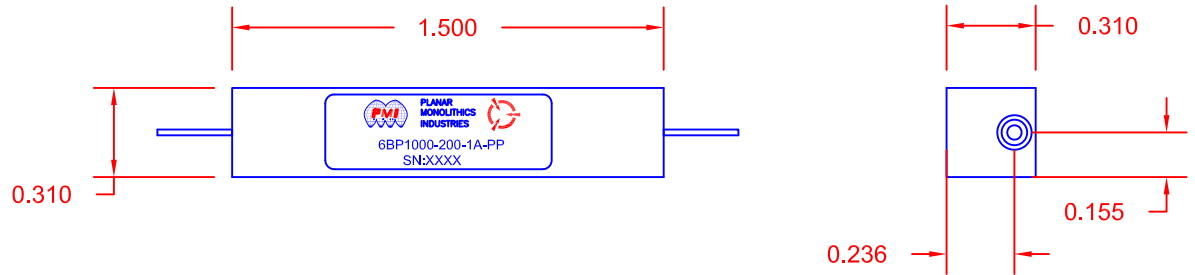 1.500
0.310
PMI
PLANAR
MONOLITHICS
INDUSTRIES
6BP1000-200-1A-PP
SN:XXXX
0.310
0.155
0.236